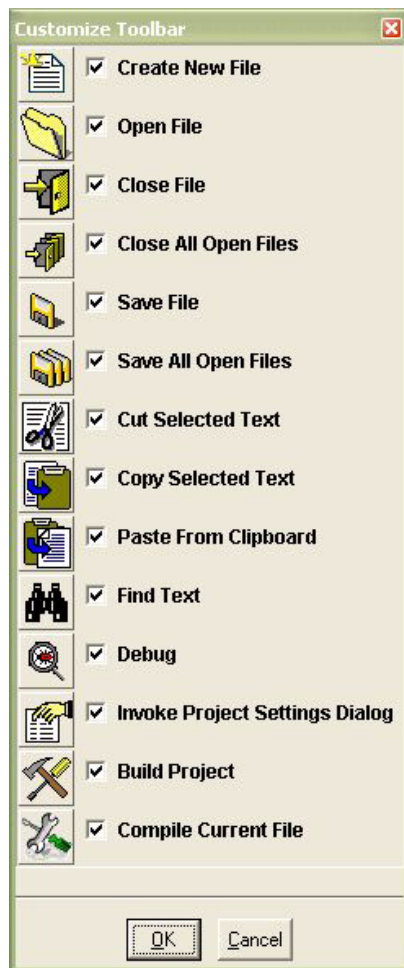 Customize Toolbar
Create New File
Open File
Close File
Close All Open Files
Save File
Save All Open Files
Cut Selected Text
Copy Selected Text
Paste From Clipboard
Find Text
Debug
Invoke Project Settings Dialog
Build Project
Compile Current File
OK Cancel